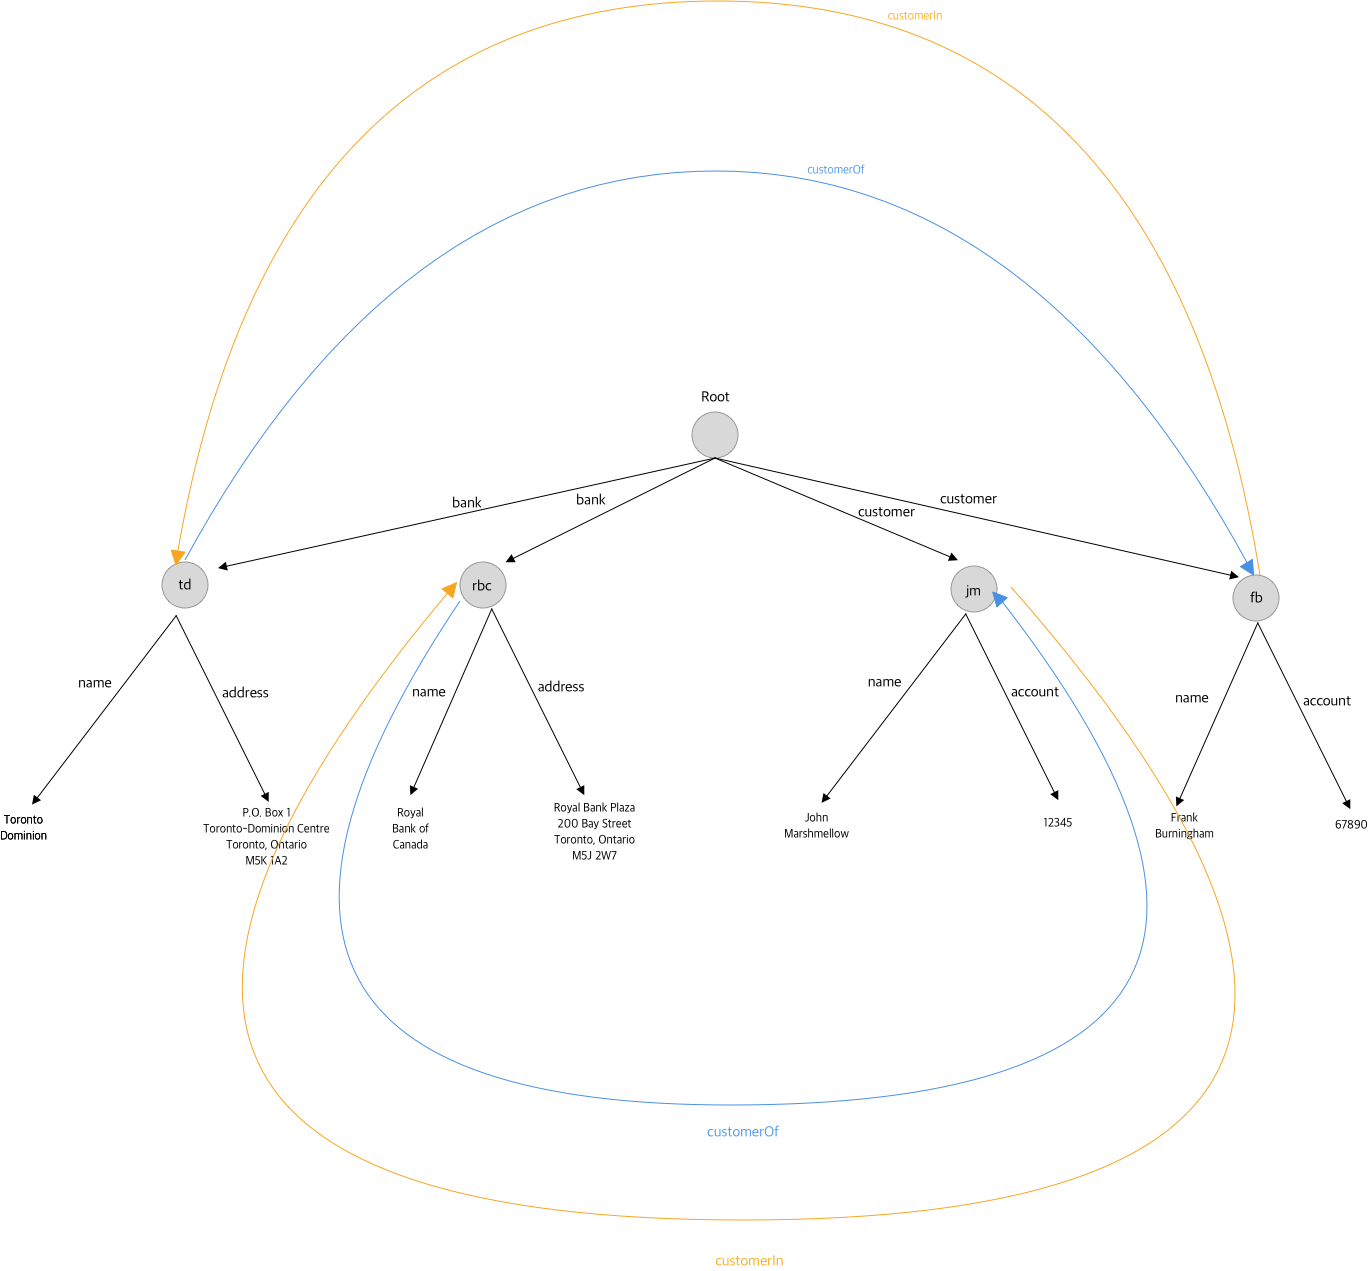 customerIn
customerOf
Root
bank
bank
customer
customer
td
rbc
jm
fb
name
address
name
address
name
account
name
account
Toronto
Dominion
P.O. Box 1
Toronto-Dominion Centre
Toronto, Ontario
M5K 1A2
Royal
Bank of
Canada
Royal Bank Plaza
200 Bay Street
Toronto, Ontario
M5J 2W7
John
Marshmellow
12345
Frank
Burningham
67890
customerOf
customerIn